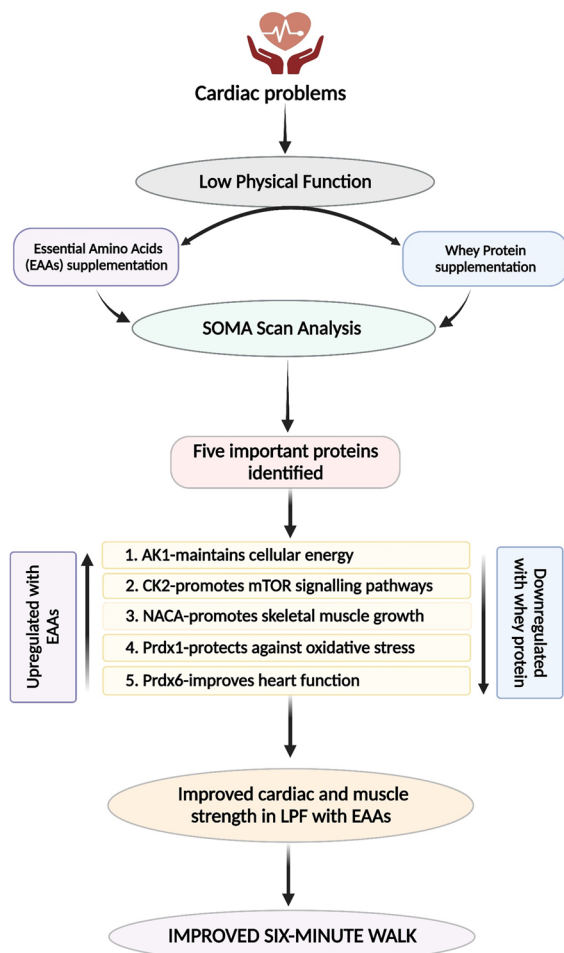 Cardiac problems
Low Physical Function
Essential Amino Acids
(EAAs) supplementation
Whey Protein
supplementation
SOMA Scan Analysis
Five important proteins
identified
Upregulated with
EAAs
1. AK1-maintains cellular energy
2. CK2-promotes mTOR signalling pathways
3. NACA-promotes skeletal muscle growth
4. Prdx1-protects against oxidative stress
5. Prdx6-improves heart function
Downregulated
with whey protein
Improved cardiac and muscle
strength in LPF with EAAs
IMPROVED SIX-MINUTE WALK